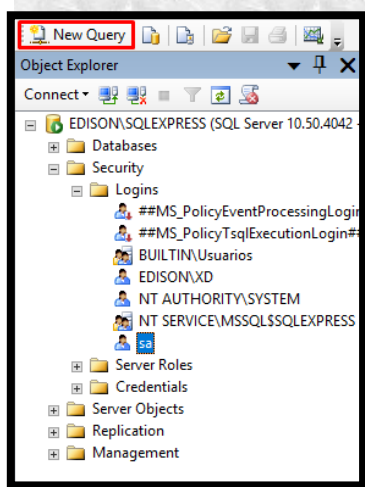 New Query
Object Explorer
Connect
EDISON\SQLEXPRESS (SQL Server 10.50.4042 -
Databases
Security
Logins
##MS_PolicyEventProcessingLogin
##MS_PolicyTsqlExecutionLogin##
BUILTIN\Usuarios
EDISON\XD
NT AUTHORITY\SYSTEM
NT SERVICE\MSSQL$SQLEXPRESS
sa
Server Roles
Credentials
Server Objects
Replication
Management